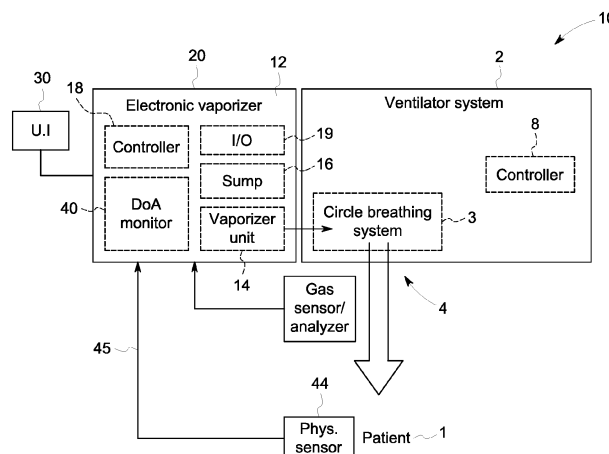 10
20
12
2
30
18
Electronic vaporizer
Ventilator system
U.I
Controller
I/O
19
8
Controller
Sump
16
40
DoA
monitor
Vaporizer
unit
Circle breathing
system
3
14
Gas
sensor/
analyzer
4
45
44
Phys.
sensor
Patient
1